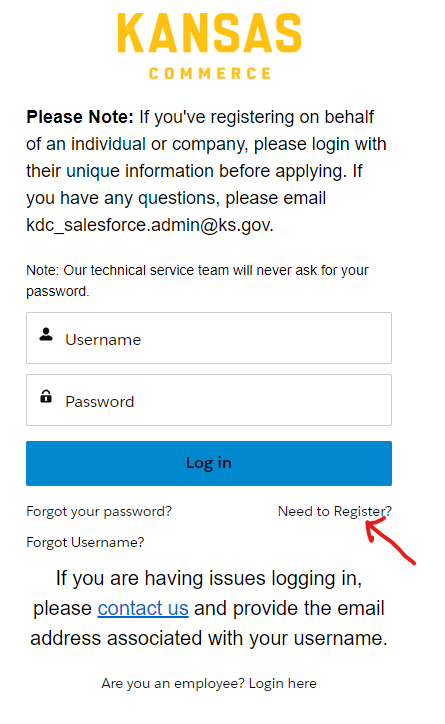 KANSAS
COMMERCE
Please Note: If you've registering on behalf
of an individual or company, please login with
their unique information before applying. If
you have any questions, please email
kdc_salesforce.admin@ks.gov.
Note: Our technical service team will never ask for your
password.
Username
Password
Log in
Forgot your password?
Need to Register?
Forgot Username?
If you are having issues logging in,
please contact us and provide the email
address associated with your username.
Are you an employee? Login here